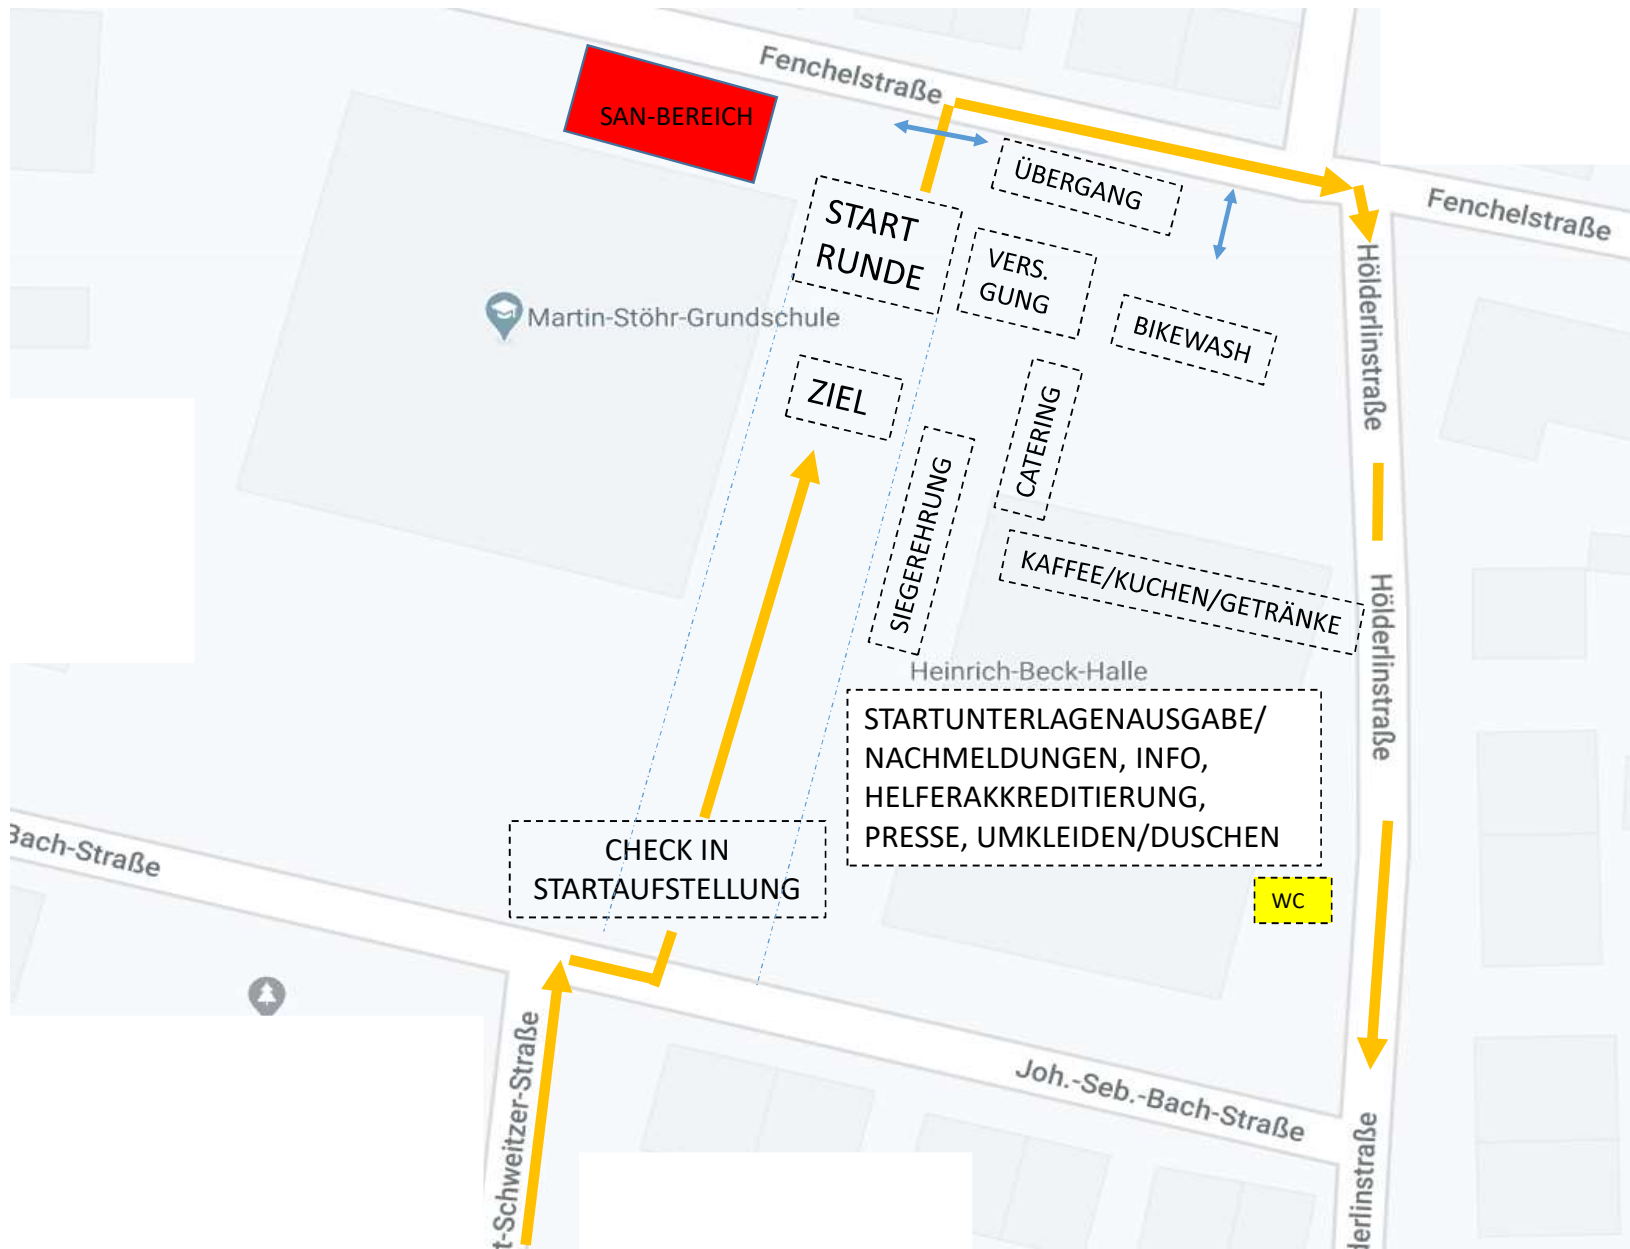 Fenchelstraße
SAN-BEREICH
ÜBERGANG
Fenchelstraße
START
RUNDE
VERS.
GUNG
Hölderlinstraße
Martin-Stöhr-Grundschule
BIKEWASH
ZIEL
CATERING
SIEGEREHRUNG
KAFFEE/KUCHEN/GETRÄNKE
Hölderlinstraße
Heinrich-Beck-Halle
STARTUNTERLAGENAUSGABE/
NACHMELDUNGEN, INFO,
HELFERAKKREDITIERUNG,
PRESSE, UMKLEIDEN/DUSCHEN
CHECK IN
STARTAUFSTELLUNG
Bach-Straße
WC
t-Schweitzer-Straße
Joh.-Seb.-Bach-Straße
derlinstraße